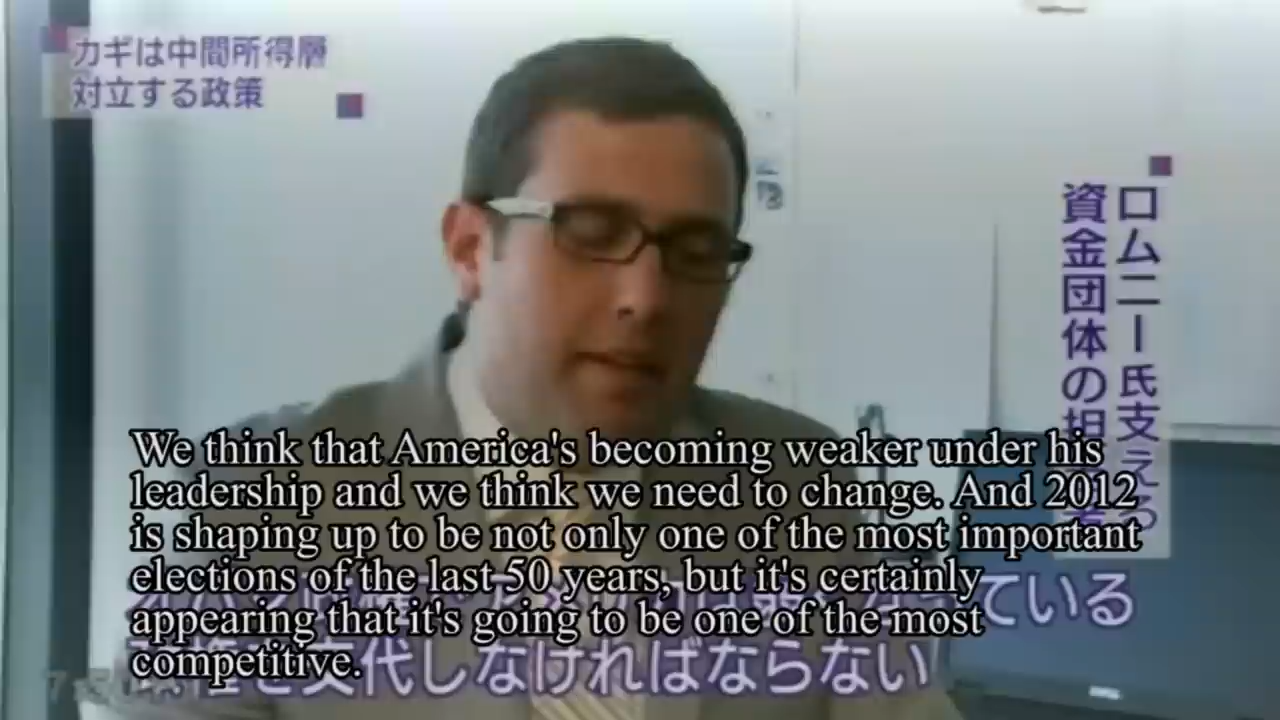 カギは中間所得層
対立する政策
ロムニー氏支える
資金団体の担
We think that America's becoming weaker under his
leadership and we think we need to change. And 2012
is shaping up to be not only one of the most important
elections of the last 50 years, but it's certainly
appearing that it's going to be one of the most
competitive.
ている
交代しなければならない